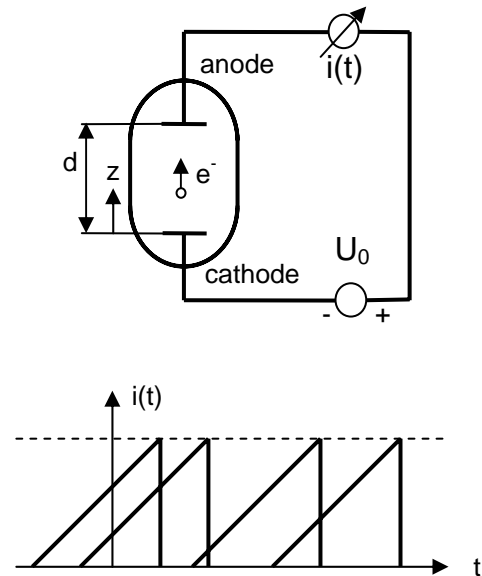 anode
i(t)
d
z
e-
cathode
U0
- +
i(t)
t